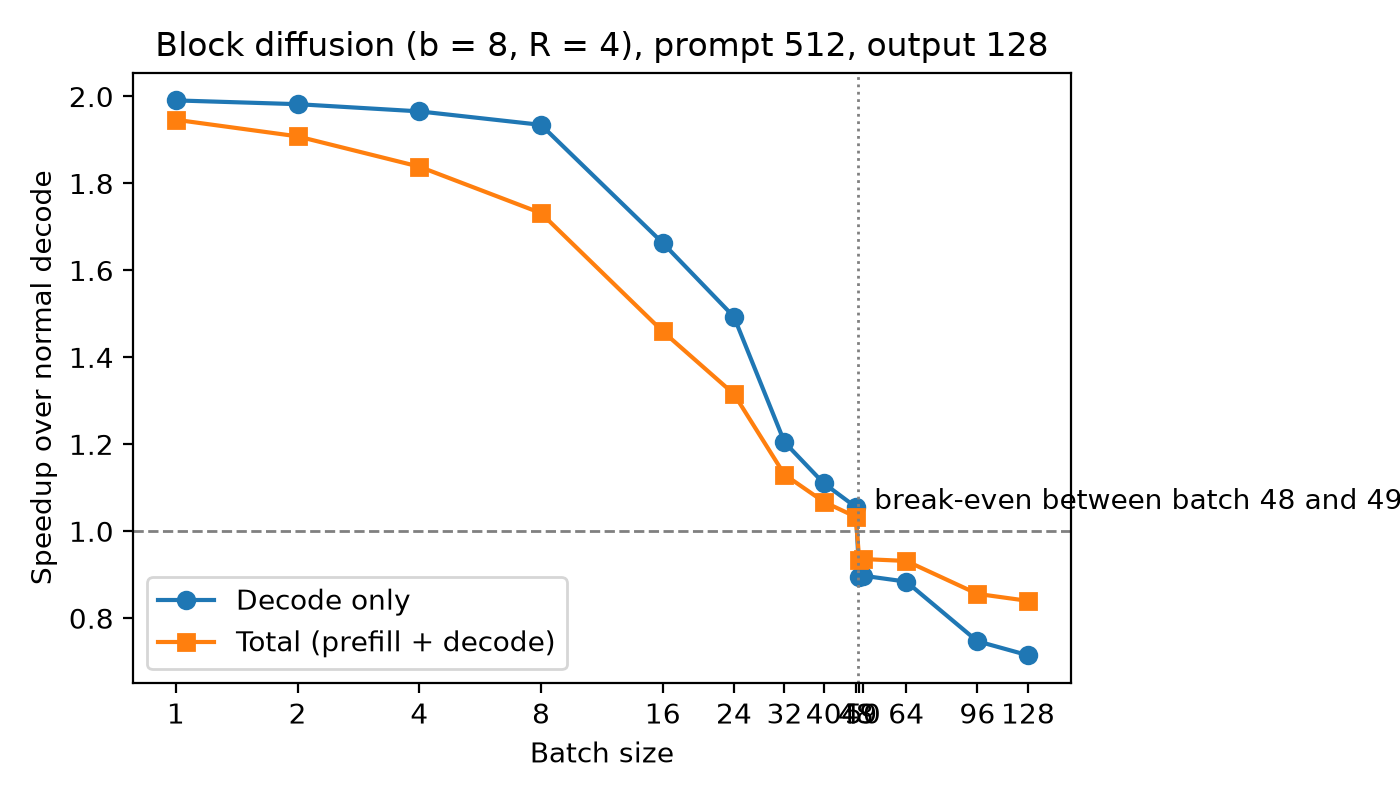 Block diffusion (b = 8, R = 4), prompt 512, output 128
Speedup over normal decode
2.0
1.8
1.6
1.4
1.2
1.0
0.8
break-even between batch 48 and 49
Decode only
Total (prefill + decode)
1 2 4 8 16 24 32 40 64 96 128
Batch size